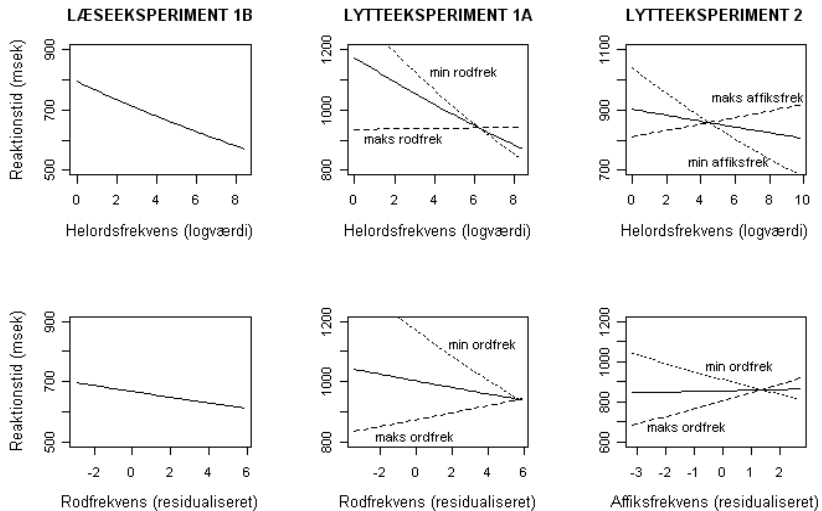 LÆSEEKSPERIMENT 1B
Reaktionstid (msek)
900
700
500
0 2 4 6 8
Helordsfrekvens (logværdi)
LYTTEEKSPERIMENT 1A
1200
1000
800
min rodfrek
maks rodfrek
0 2 4 6 8
Helordsfrekvens (logværdi)
LYTTEEKSPERIMENT 2
1100
900
700
maks affiksfrek
min affiksfrek
0 2 4 6 8 10
Helordsfrekvens (logværdi)
Reaktionstid (msek)
900
700
500
-2 0 2 4 6
Rodfrekvens (residualiseret)
1200
1000
800
min ordfrek
maks ordfrek
-2 0 2 4 6
Rodfrekvens (residualiseret)
1200
1000
800
600
min ordfrek
maks ordfrek
-3 -2 -1 0 1 2
Affiksfrekvens (residualiseret)